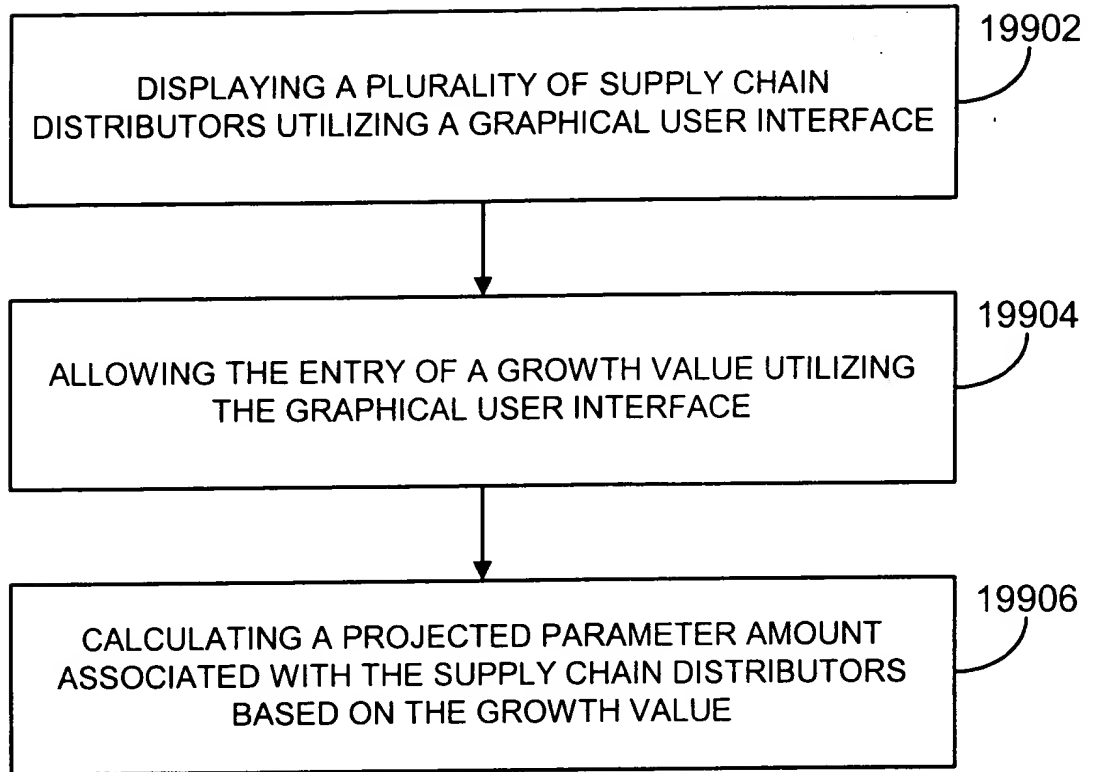 19902
DISPLAYING A PLURALITY OF SUPPLY CHAIN
DISTRIBUTORS UTILIZING A GRAPHICAL USER INTERFACE
19904
ALLOWING THE ENTRY OF A GROWTH VALUE UTILIZING
THE GRAPHICAL USER INTERFACE
19906
CALCULATING A PROJECTED PARAMETER AMOUNT
ASSOCIATED WITH THE SUPPLY CHAIN DISTRIBUTORS
BASED ON THE GROWTH VALUE